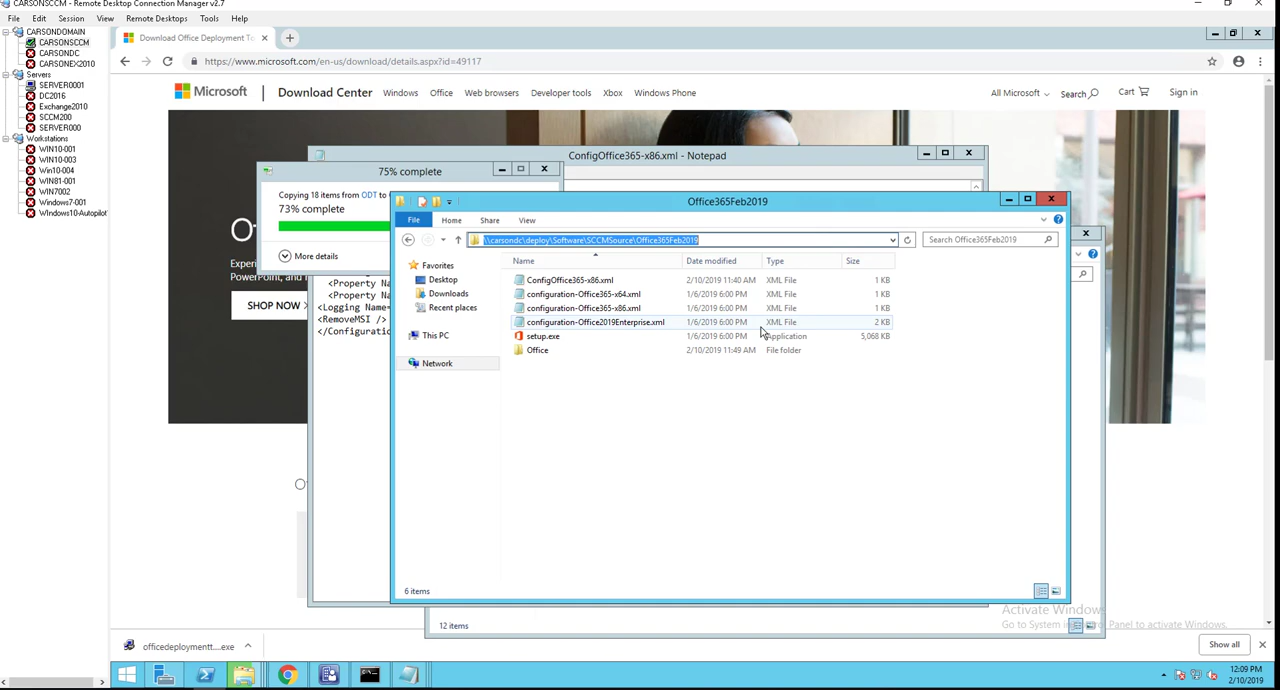 CARSONSCCM - Remote Desktop Connection Manager v2.7
File Edit Session View Remote Desktops Tools Help
CARSONDOMAIN
CARSONSCCM
CARSONDC
CARSONEX2010
Servers
SERVER0001
DC2016
Exchange2010
SCCM200
SERVER000
Workstations
WIN10-001
WIN10-003
Win10-004
WIN81-001
WIN7002
Windows7-001
Windows10-Autopilot
Download Office Deployment To
https://www.microsoft.com/en-us/download/details.aspx?id=49117
Microsoft Download Center Windows Office Web browsers Developer tools Xbox Windows Phone All Microsoft Search Cart Sign in
ConfigOffice365-x86.xml - Notepad
75% complete
Copying 18 items from ODT to
73% complete
More details
Experi
PowerPoint, and
SHOP NOW
<Property Na
<Property Na
<Logging Name=
<RemoveMSI />
</Configuratio
Office365Feb2019
File Home Share View
\\carsondc\deploy\Software\SCCMSource\Office365Feb2019
Search Office365Feb2019
Favorites
Desktop
Downloads
Recent places
This PC
Network
Name Date modified Type Size
ConfigOffice365-x86.xml 2/10/2019 11:40 AM XML File 1 KB
configuration-Office365-x64.xml 1/6/2019 6:00 PM XML File 1 KB
configuration-Office365-x86.xml 1/6/2019 6:00 PM XML File 1 KB
configuration-Office2019Enterprise.xml 1/6/2019 6:00 PM XML File 2 KB
setup.exe 1/6/2019 6:00 PM Application 5,068 KB
Office 2/10/2019 11:49 AM File folder
6 items
12 items
Activate Windows
Go to System in Control Panel to activate Windows.
officedeploymentt....exe
Show all
12:09 PM
2/10/2019